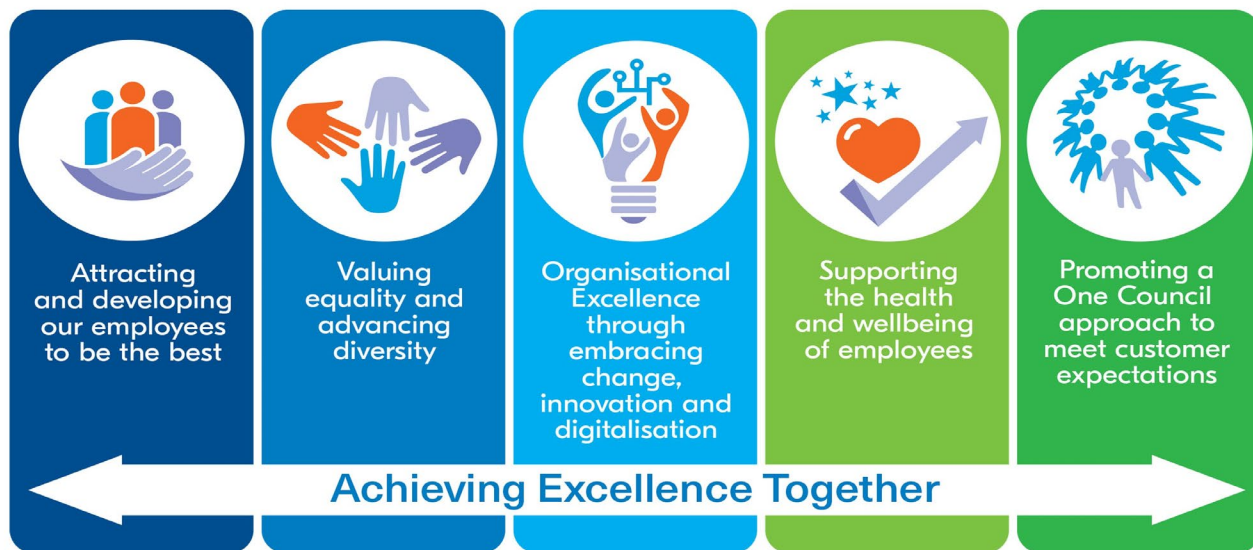 Attracting
and developing
our employees
to be the best
Valuing
equality and
advancing
diversity
Organisational
Excellence
through
embracing
change,
innovation and
digitalisation
Supporting
the health
and wellbeing
of employees
Promoting a
One Council
approach to
meet customer
expectations
Achieving Excellence Together